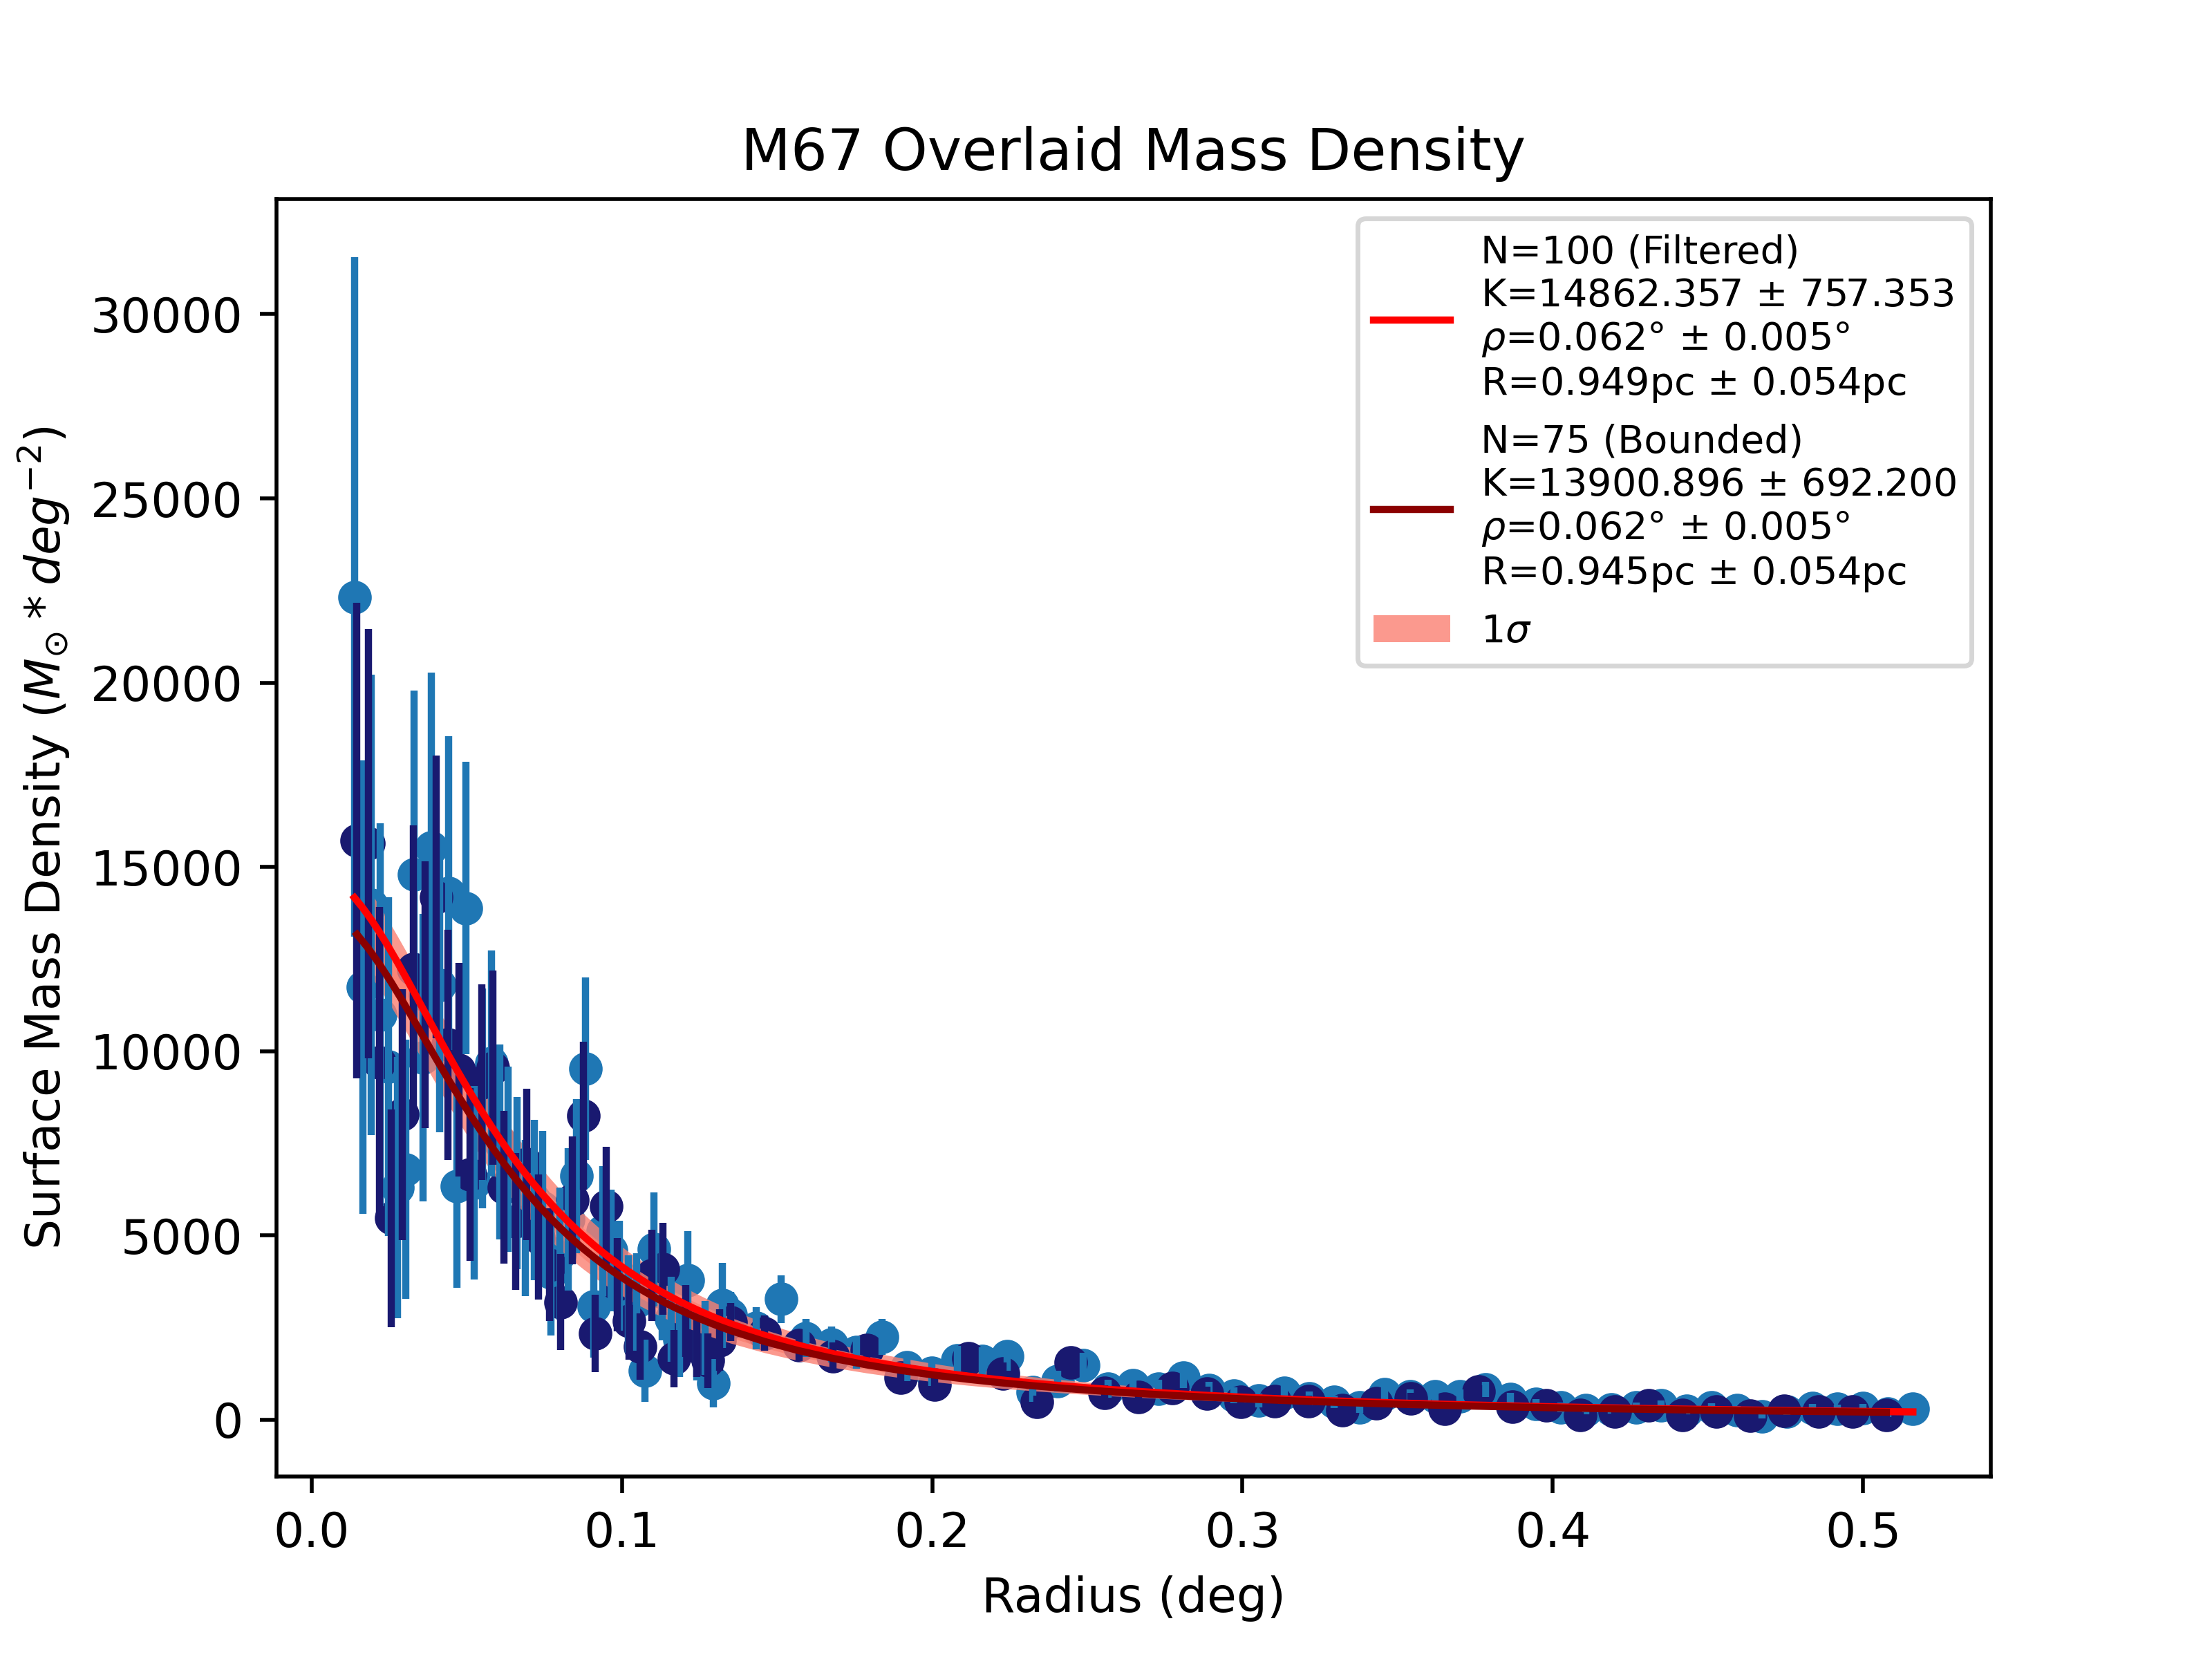 M67 Overlaid Mass Density
N=100 (Filtered)
K=14862.357 ± 757.353
ρ=0.062° ± 0.005°
R=0.949pc ± 0.054pc
N=75 (Bounded)
K=13900.896 ± 692.200
ρ=0.062° ± 0.005°
R=0.945pc ± 0.054pc
1σ
Surface Mass Density (M⊙ * deg⁻²)
30000
25000
20000
15000
10000
5000
0
0.0 0.1 0.2 0.3 0.4 0.5
Radius (deg)